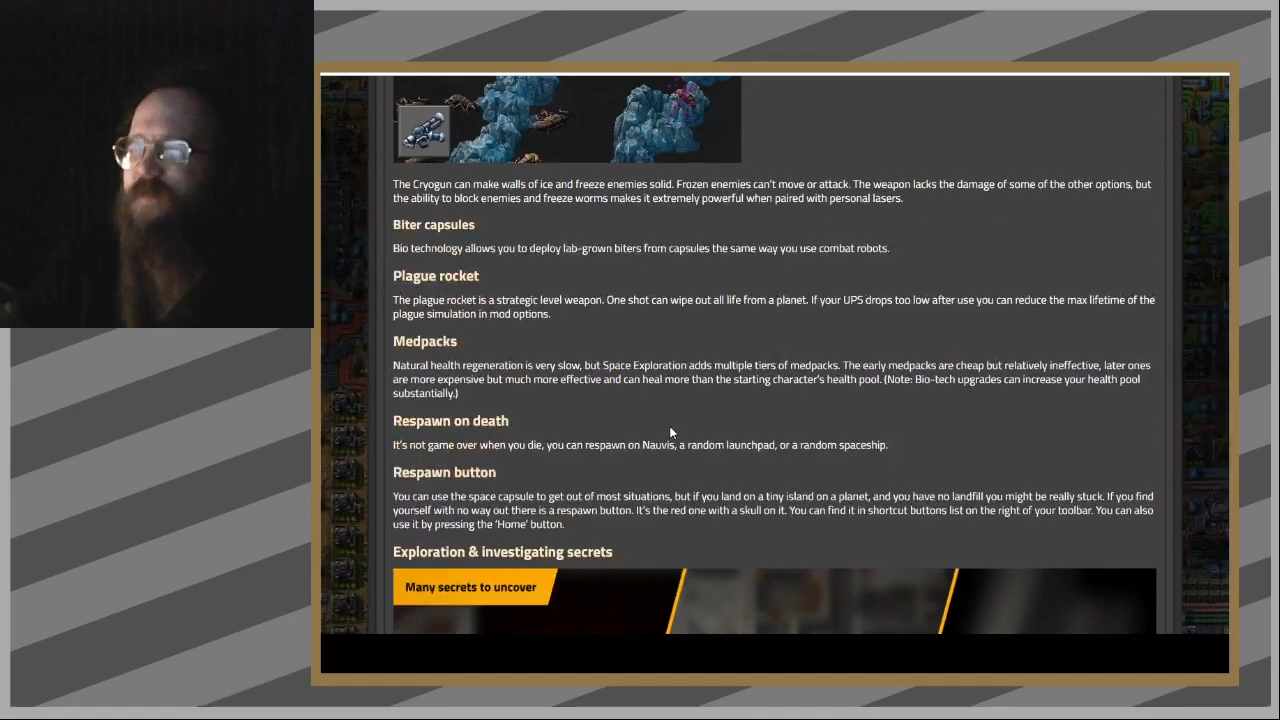 The Cryogun can make walls of ice and freeze enemies solid. Frozen enemies can't move or attack. The weapon lacks the damage of some of the other options, but
the ability to block enemies and freeze worms makes it extremely powerful when paired with personal lasers.
Biter capsules
Bio technology allows you to deploy lab-grown biters from capsules the same way you use combat robots.
Plague rocket
The plague rocket is a strategic level weapon. One shot can wipe out all life from a planet. If your UPS drops too low after use you can reduce the max lifetime of the
plague simulation in mod options.
Medpacks
Natural health regeneration is very slow, but Space Exploration adds multiple tiers of medpacks. The early medpacks are cheap but relatively ineffective, later ones
are more expensive but much more effective and can heal more than the starting character's health pool. (Note: Bio-tech upgrades can increase your health pool
substantially.)
Respawn on death
It's not game over when you die, you can respawn on Nauvis, a random launchpad, or a random spaceship.
Respawn button
You can use the space capsule to get out of most situations, but if you land on a tiny island on a planet, and you have no landfill you might be really stuck. If you find
yourself with no way out there is a respawn button. It's the red one with a skull on it. You can find it in shortcut buttons list on the right of your toolbar. You can also
use it by pressing the 'Home' button.
Exploration & investigating secrets
Many secrets to uncover